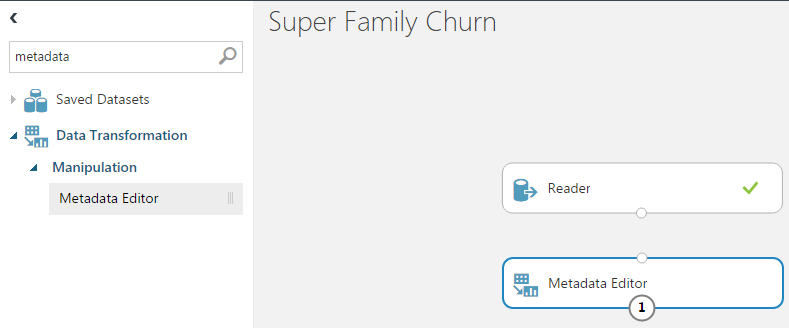 Super Family Churn
metadata
Saved Datasets
Data Transformation
Manipulation
Metadata Editor
Reader
Metadata Editor
1